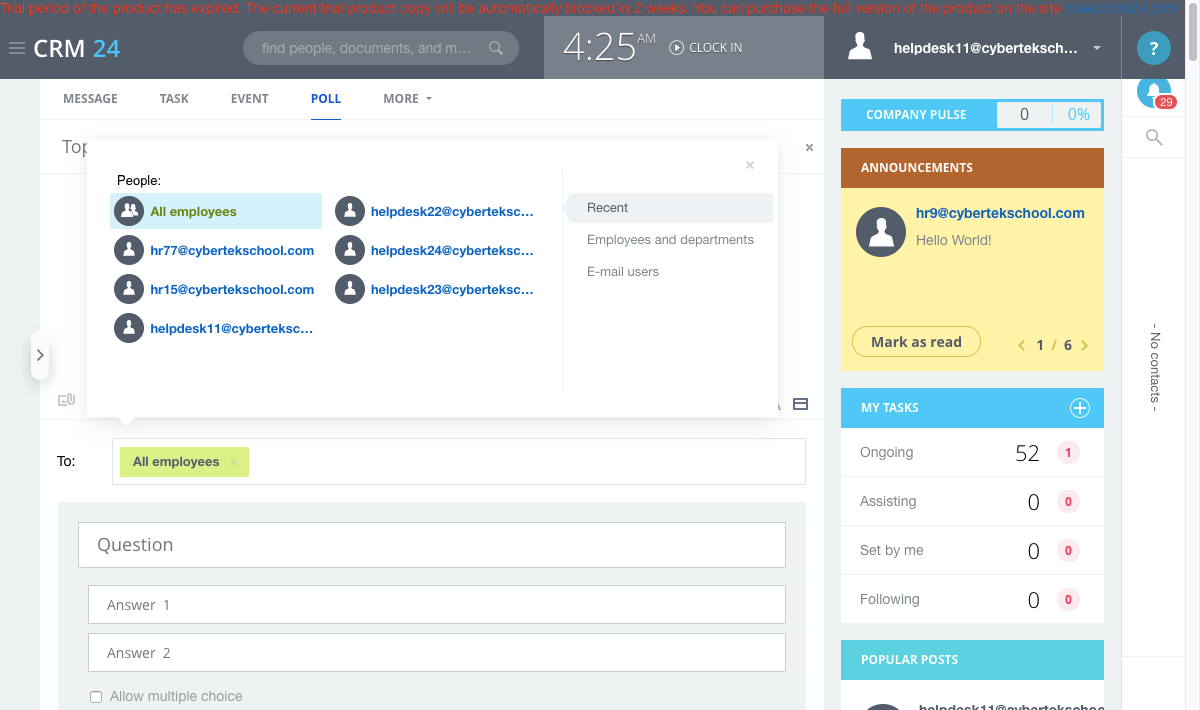 Trial period of the product has expired. The current trial product copy will be automatically blocked in 2 weeks. You can purchase the full version of the product on the site
CRM 24
find people, documents, and m...
4:25 AM
CLOCK IN
helpdesk11@cyberteksch...
?
29
MESSAGE
TASK
EVENT
POLL
MORE
Top
People:
All employees
helpdesk22@cyberteksc...
hr77@cybertekschool.com
helpdesk24@cyberteksc...
hr15@cybertekschool.com
helpdesk23@cyberteksc...
helpdesk11@cyberteksc...
Recent
Employees and departments
E-mail users
To:
All employees
Question
Answer 1
Answer 2
Allow multiple choice
COMPANY PULSE
0
0%
ANNOUNCEMENTS
hr9@cybertekschool.com
Hello World!
Mark as read
1 / 6
MY TASKS
Ongoing 52 1
Assisting 0 0
Set by me 0 0
Following 0 0
POPULAR POSTS
helpdesk11@cybertekschoo
- No contacts -